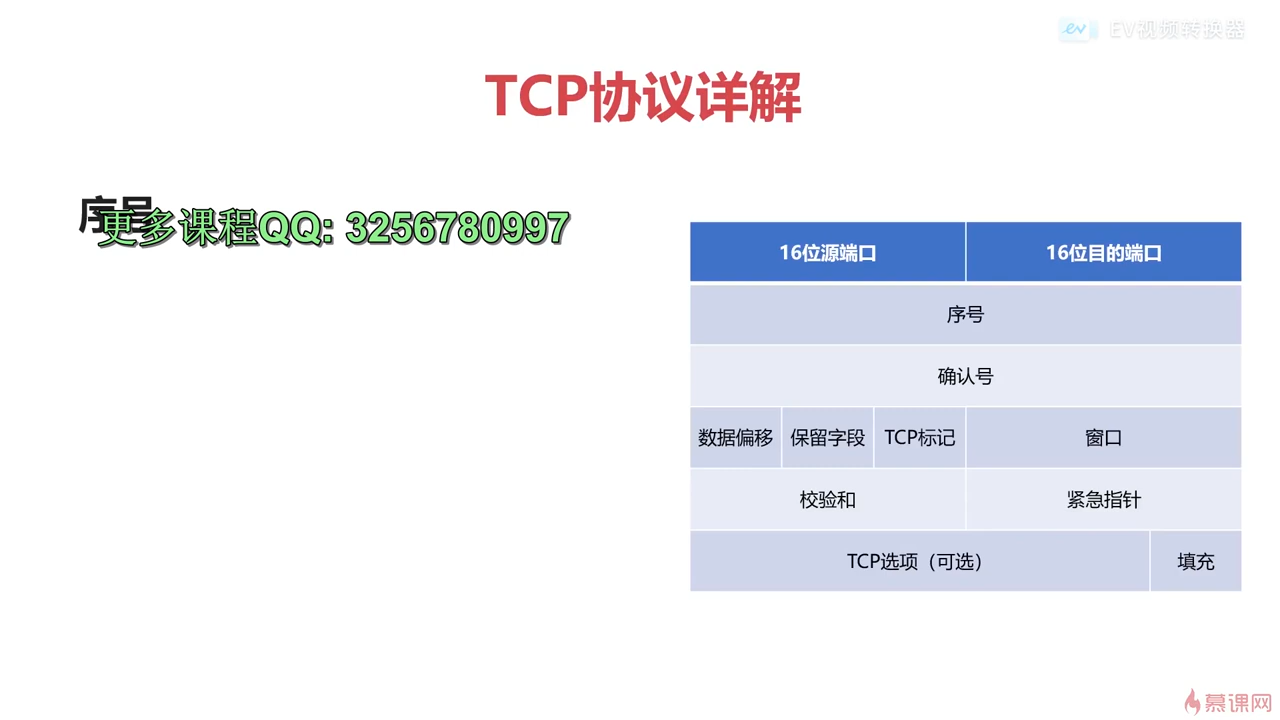 EV视频转换器
TCP协议详解
序号
更多课程QQ: 3256780997
16位源端口 16位目的端口
序号
确认号
数据偏移 保留字段 TCP标记 窗口
校验和 紧急指针
TCP选项（可选） 填充
慕课网